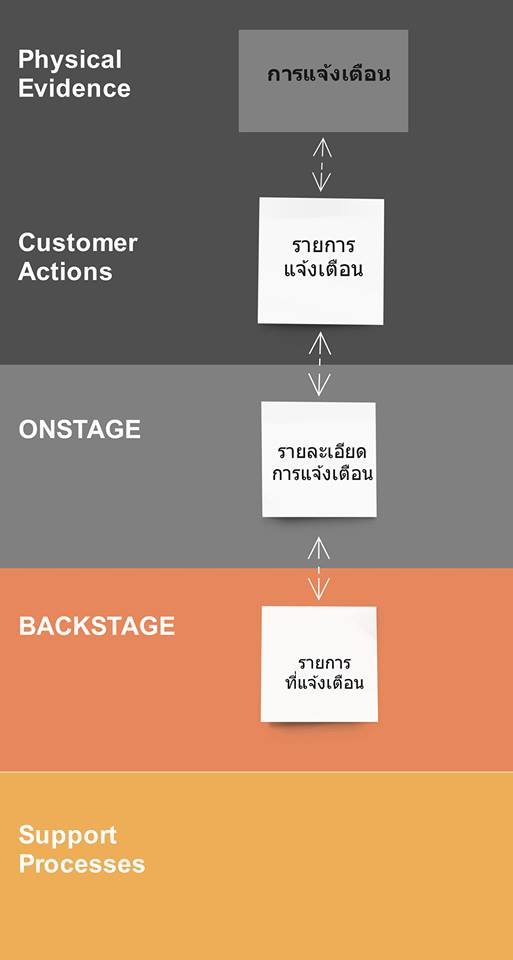 Physical
Evidence
การแจ้งเตือน
Customer
Actions
รายการ
แจ้งเตือน
ONSTAGE
รายละเอียด
การแจ้งเตือน
BACKSTAGE
รายการ
ที่แจ้งเตือน
Support
Processes